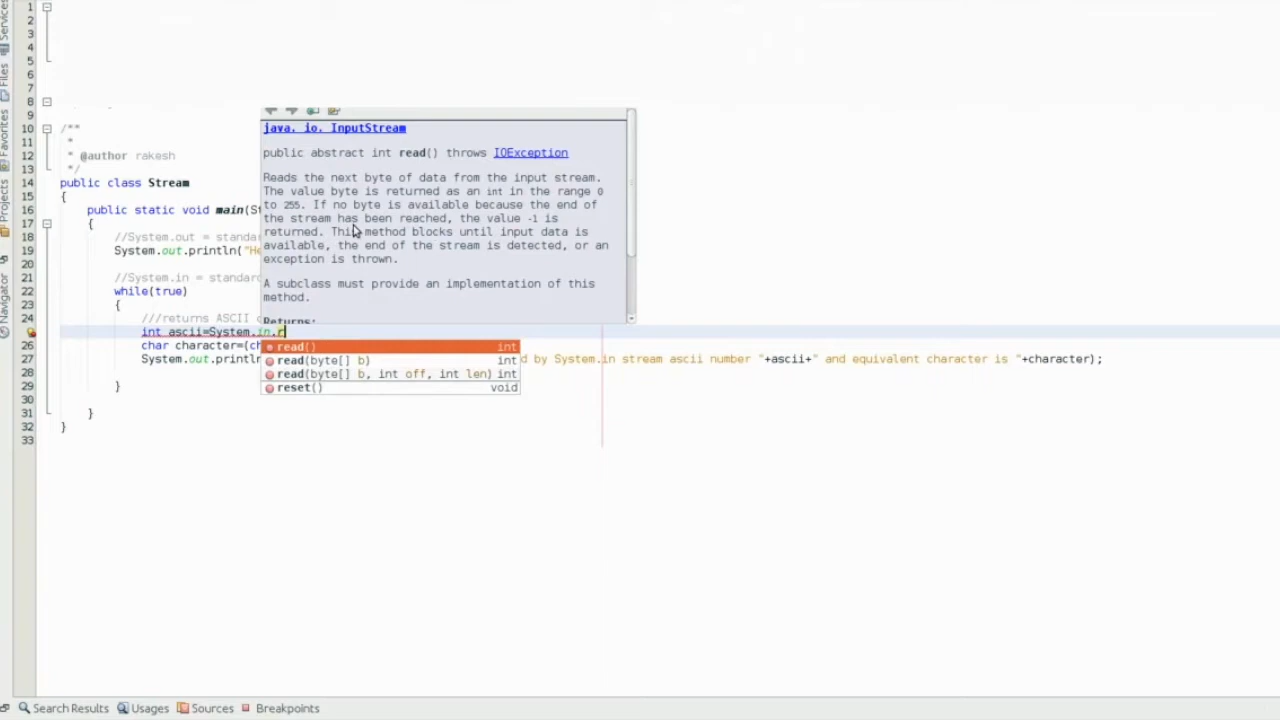 Services
Files
Favorites
Projects
Navigator
1
2
3
4
5
6
7
8
9
10 /**
11 *
12 * @author rakesh
13 */
14 public class Stream
15 {
16 public static void main(St
17 {
18 //System.out = standar
19 System.out.println("He
20
21 //System.in = standar
22 while(true)
23 {
24 ///returns ASCII
int ascii=System.in.r
26 char character=(ch
27 System.out.println d by System.in stream ascii number "+ascii+" and equivalent character is "+character);
28
29 }
30
31 }
32 }
33
java. io. InputStream
public abstract int read() throws IOException
Reads the next byte of data from the input stream.
The value byte is returned as an int in the range 0
to 255. If no byte is available because the end of
the stream has been reached, the value -1 is
returned. This method blocks until input data is
available, the end of the stream is detected, or an
exception is thrown.
A subclass must provide an implementation of this
method.
Returns:
read() int
read(byte[] b) int
read(byte[] b, int off, int len) int
reset() void
Search Results Usages Sources Breakpoints